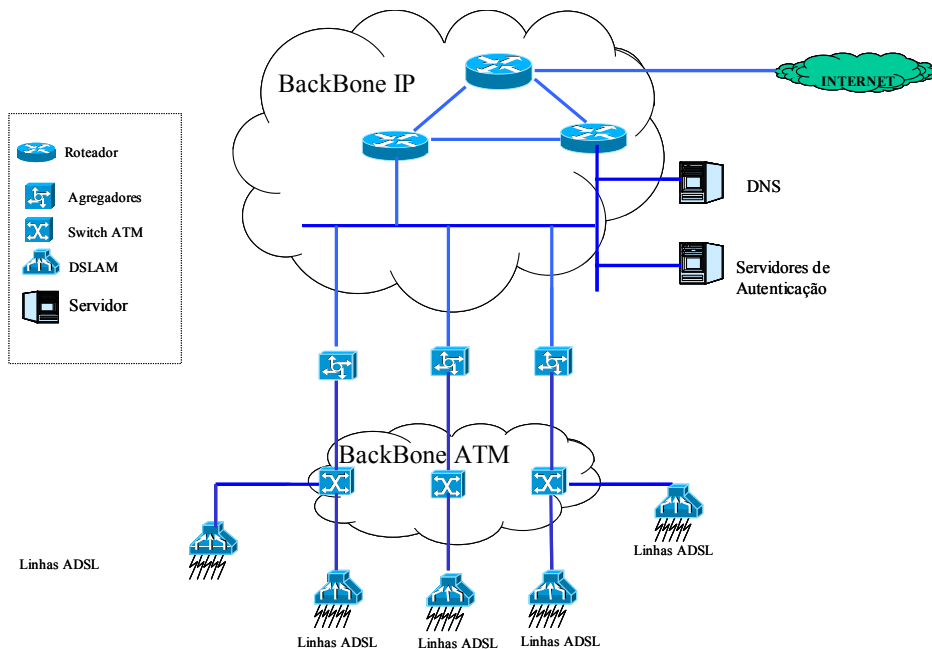 BackBone IP
INTERNET
Roteador
Agregadores
Switch ATM
DSLAM
Servidor
DNS
Servidores de
Autenticação
BackBone ATM
Linhas ADSL
Linhas ADSL
Linhas ADSL
Linhas ADSL
Linhas ADSL